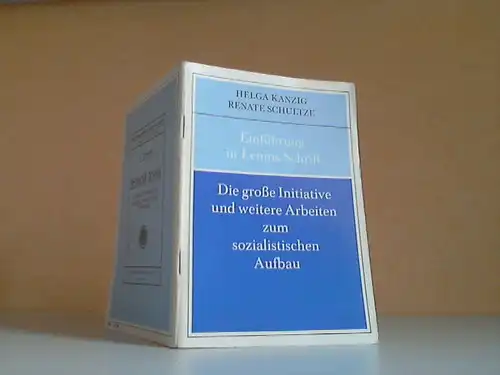 HELGA KANZIG
RENATE SCHULTZE
Einführung
in Lenins Schrift
Die große Initiative
und weitere Arbeiten
zum
sozialistischen
Aufbau